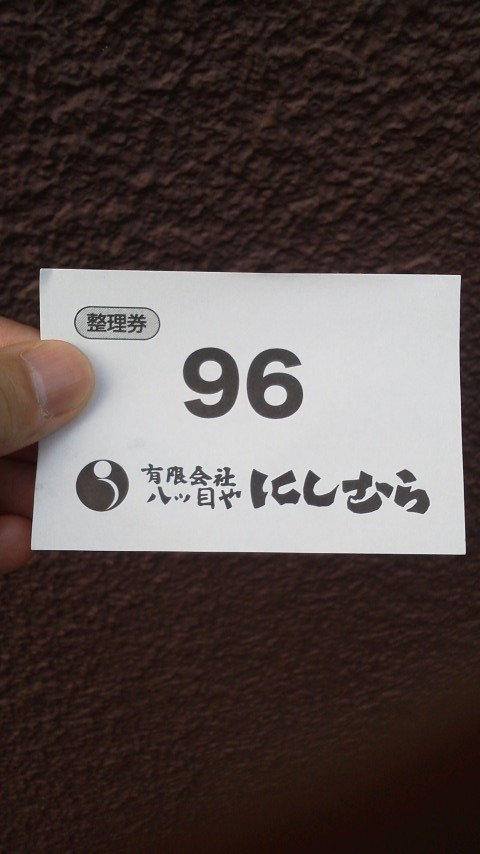 整理券
96
有限会社
八ッ目や にしむら